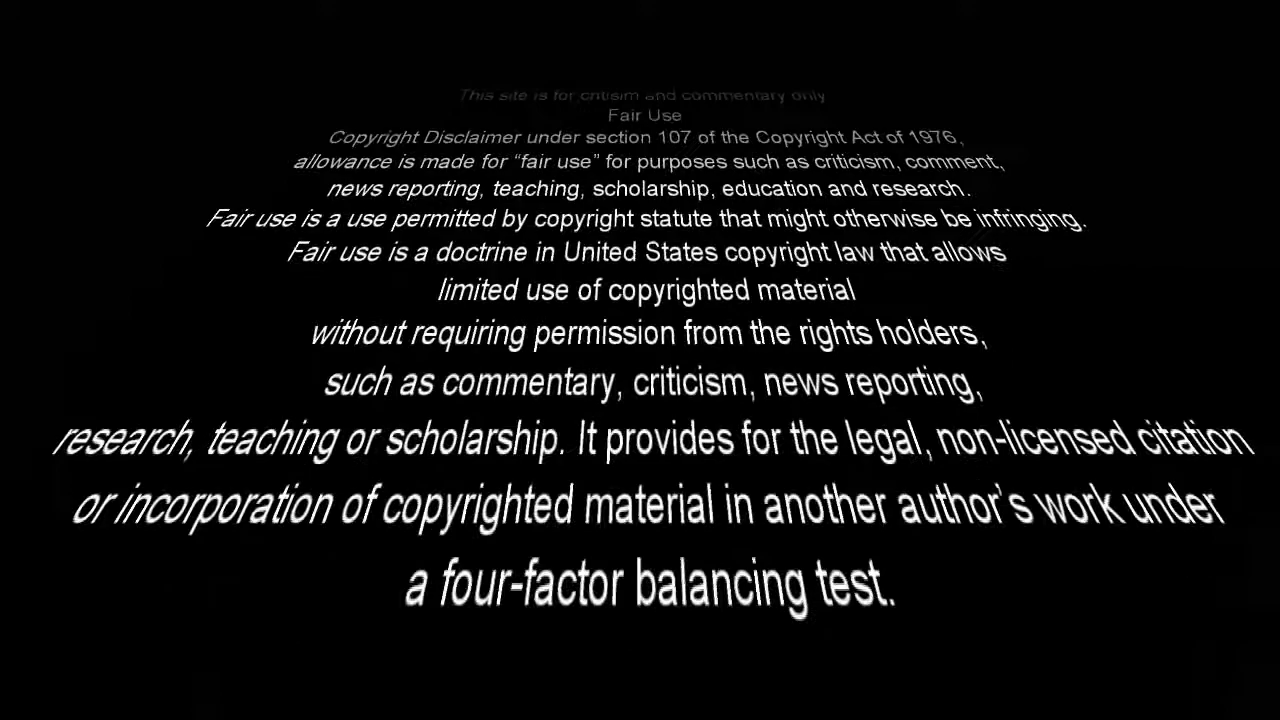 This site is for critisim and commentary only
Fair Use
Copyright Disclaimer under section 107 of the Copyright Act of 1976,
allowance is made for “fair use” for purposes such as criticism, comment,
news reporting, teaching, scholarship, education and research.
Fair use is a use permitted by copyright statute that might otherwise be infringing.
Fair use is a doctrine in United States copyright law that allows
limited use of copyrighted material
without requiring permission from the rights holders,
such as commentary, criticism, news reporting,
research, teaching or scholarship. It provides for the legal, non-licensed citation
or incorporation of copyrighted material in another author’s work under
a four-factor balancing test.